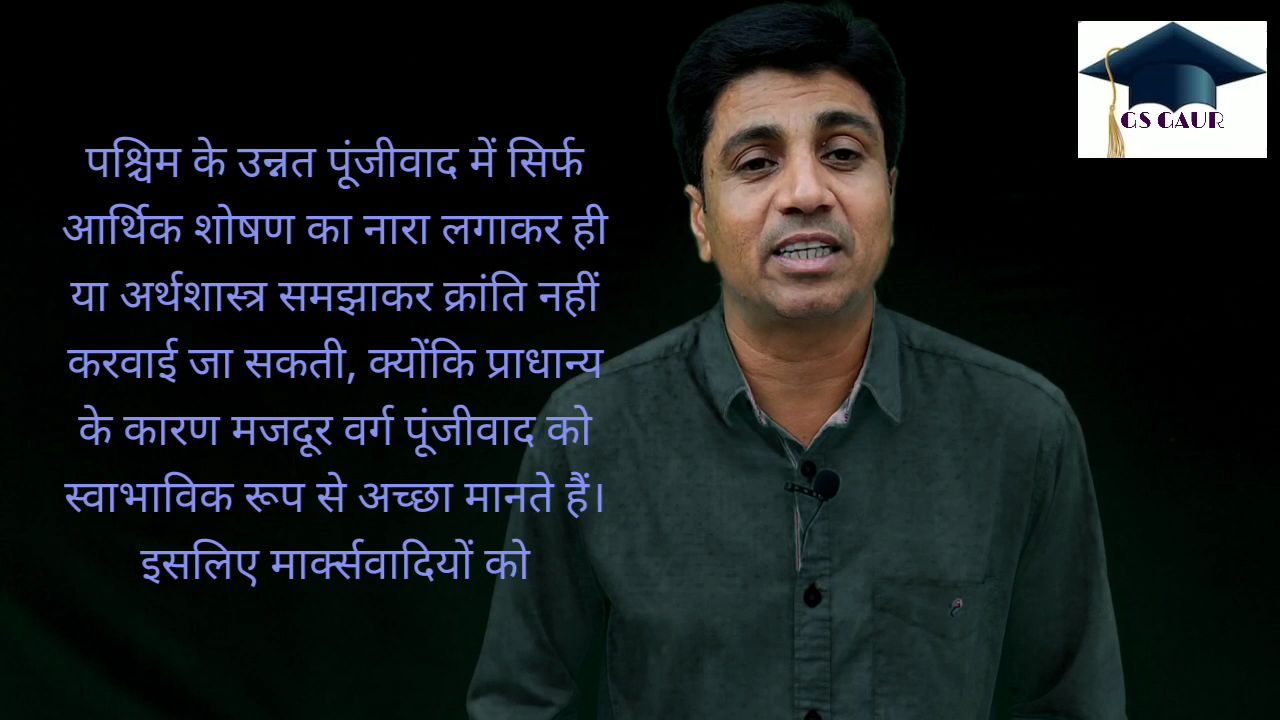 पश्चिम के उन्नत पूंजीवाद में सिर्फ
आर्थिक शोषण का नारा लगाकर ही
या अर्थशास्त्र समझाकर क्रांति नहीं
करवाई जा सकती, क्योंकि प्राधान्य
के कारण मजदूर वर्ग पूंजीवाद को
स्वाभाविक रूप से अच्छा मानते हैं।
इसलिए मार्क्सवादियों को
GS GAUR